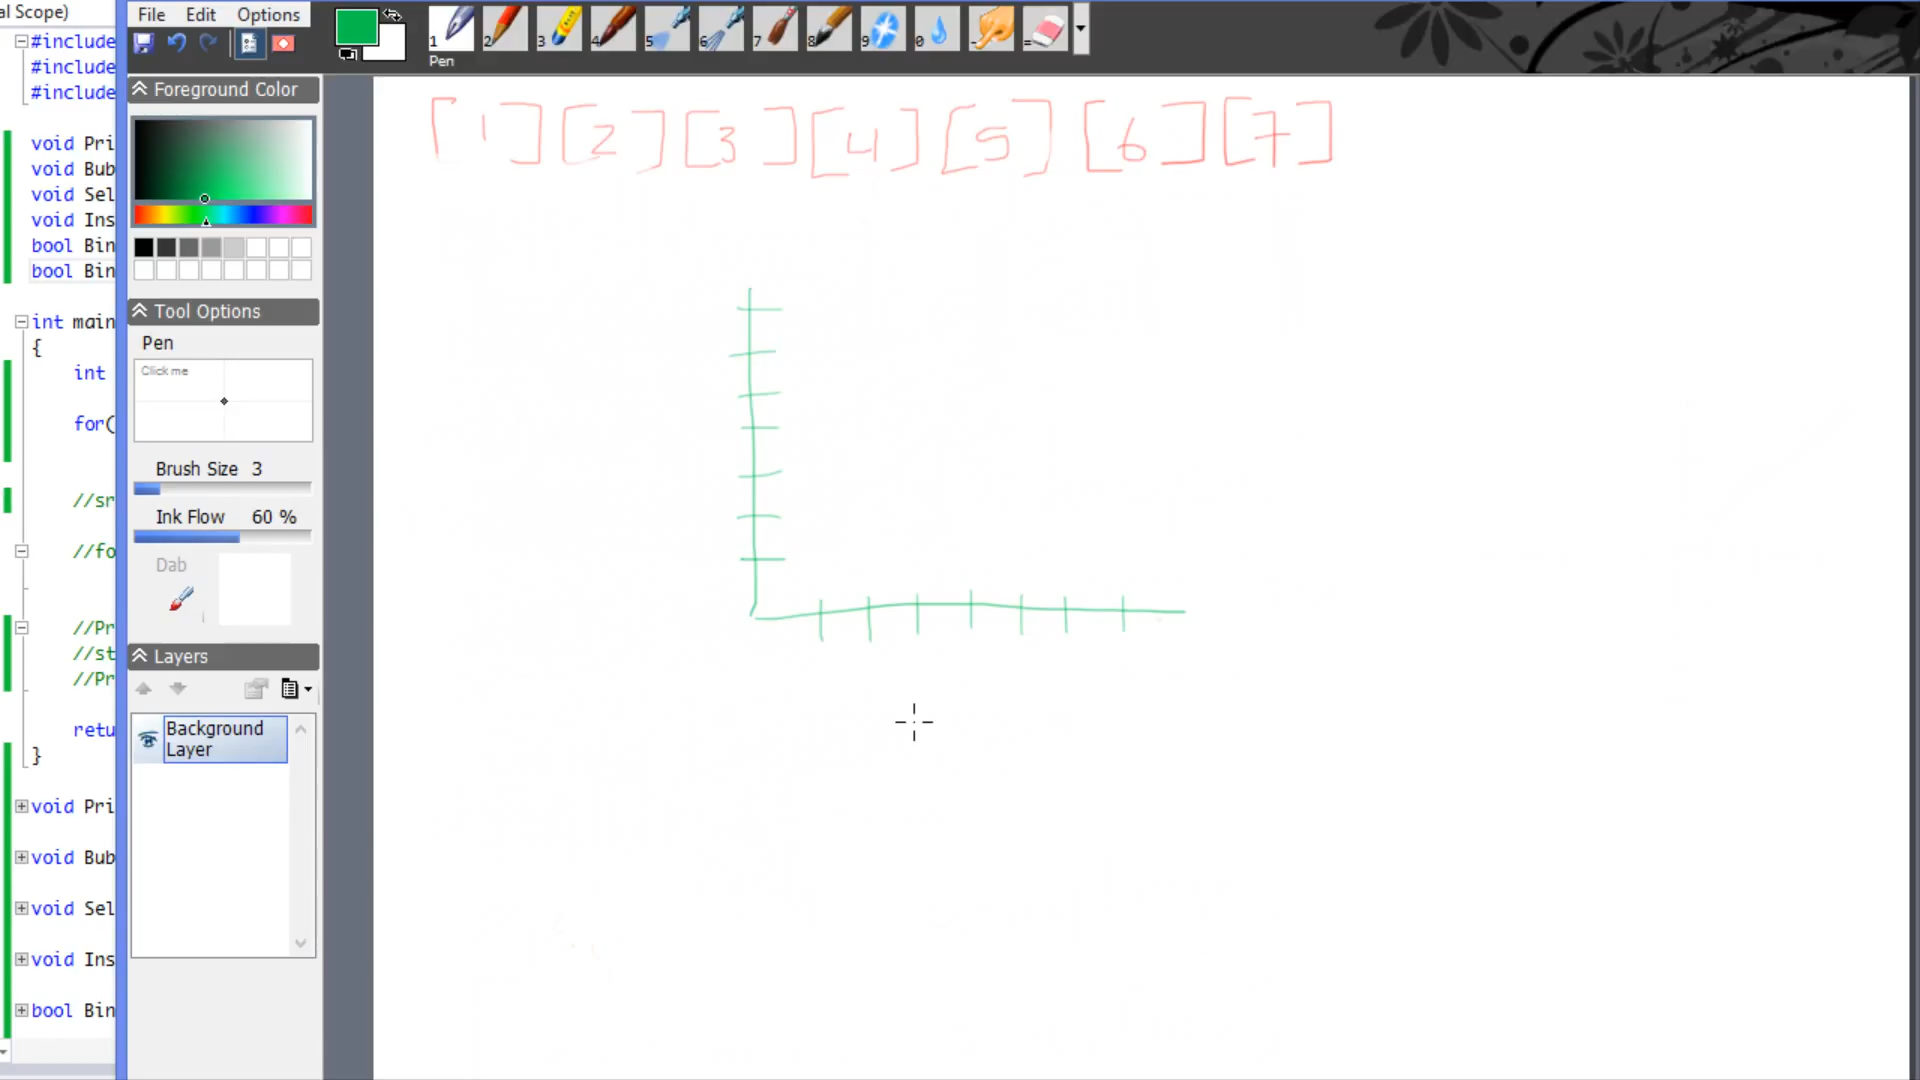 al Scope)
#include
#include
#include
void Pri
void Bub
void Sel
void Ins
bool Bin
bool Bin
int main
{
int
for(
//sr
//fo
//Pr
//st
//Pr
retu
}
void Pri
void Bub
void Sel
void Ins
bool Bin
File Edit Options
1 2 3 4 5 6 7 8 9 0 - =
Pen
Foreground Color
Tool Options
Pen
Click me
Brush Size 3
Ink Flow 60 %
Dab
Layers
Background
Layer
[1] [2] [3] [4] [5] [6] [7]